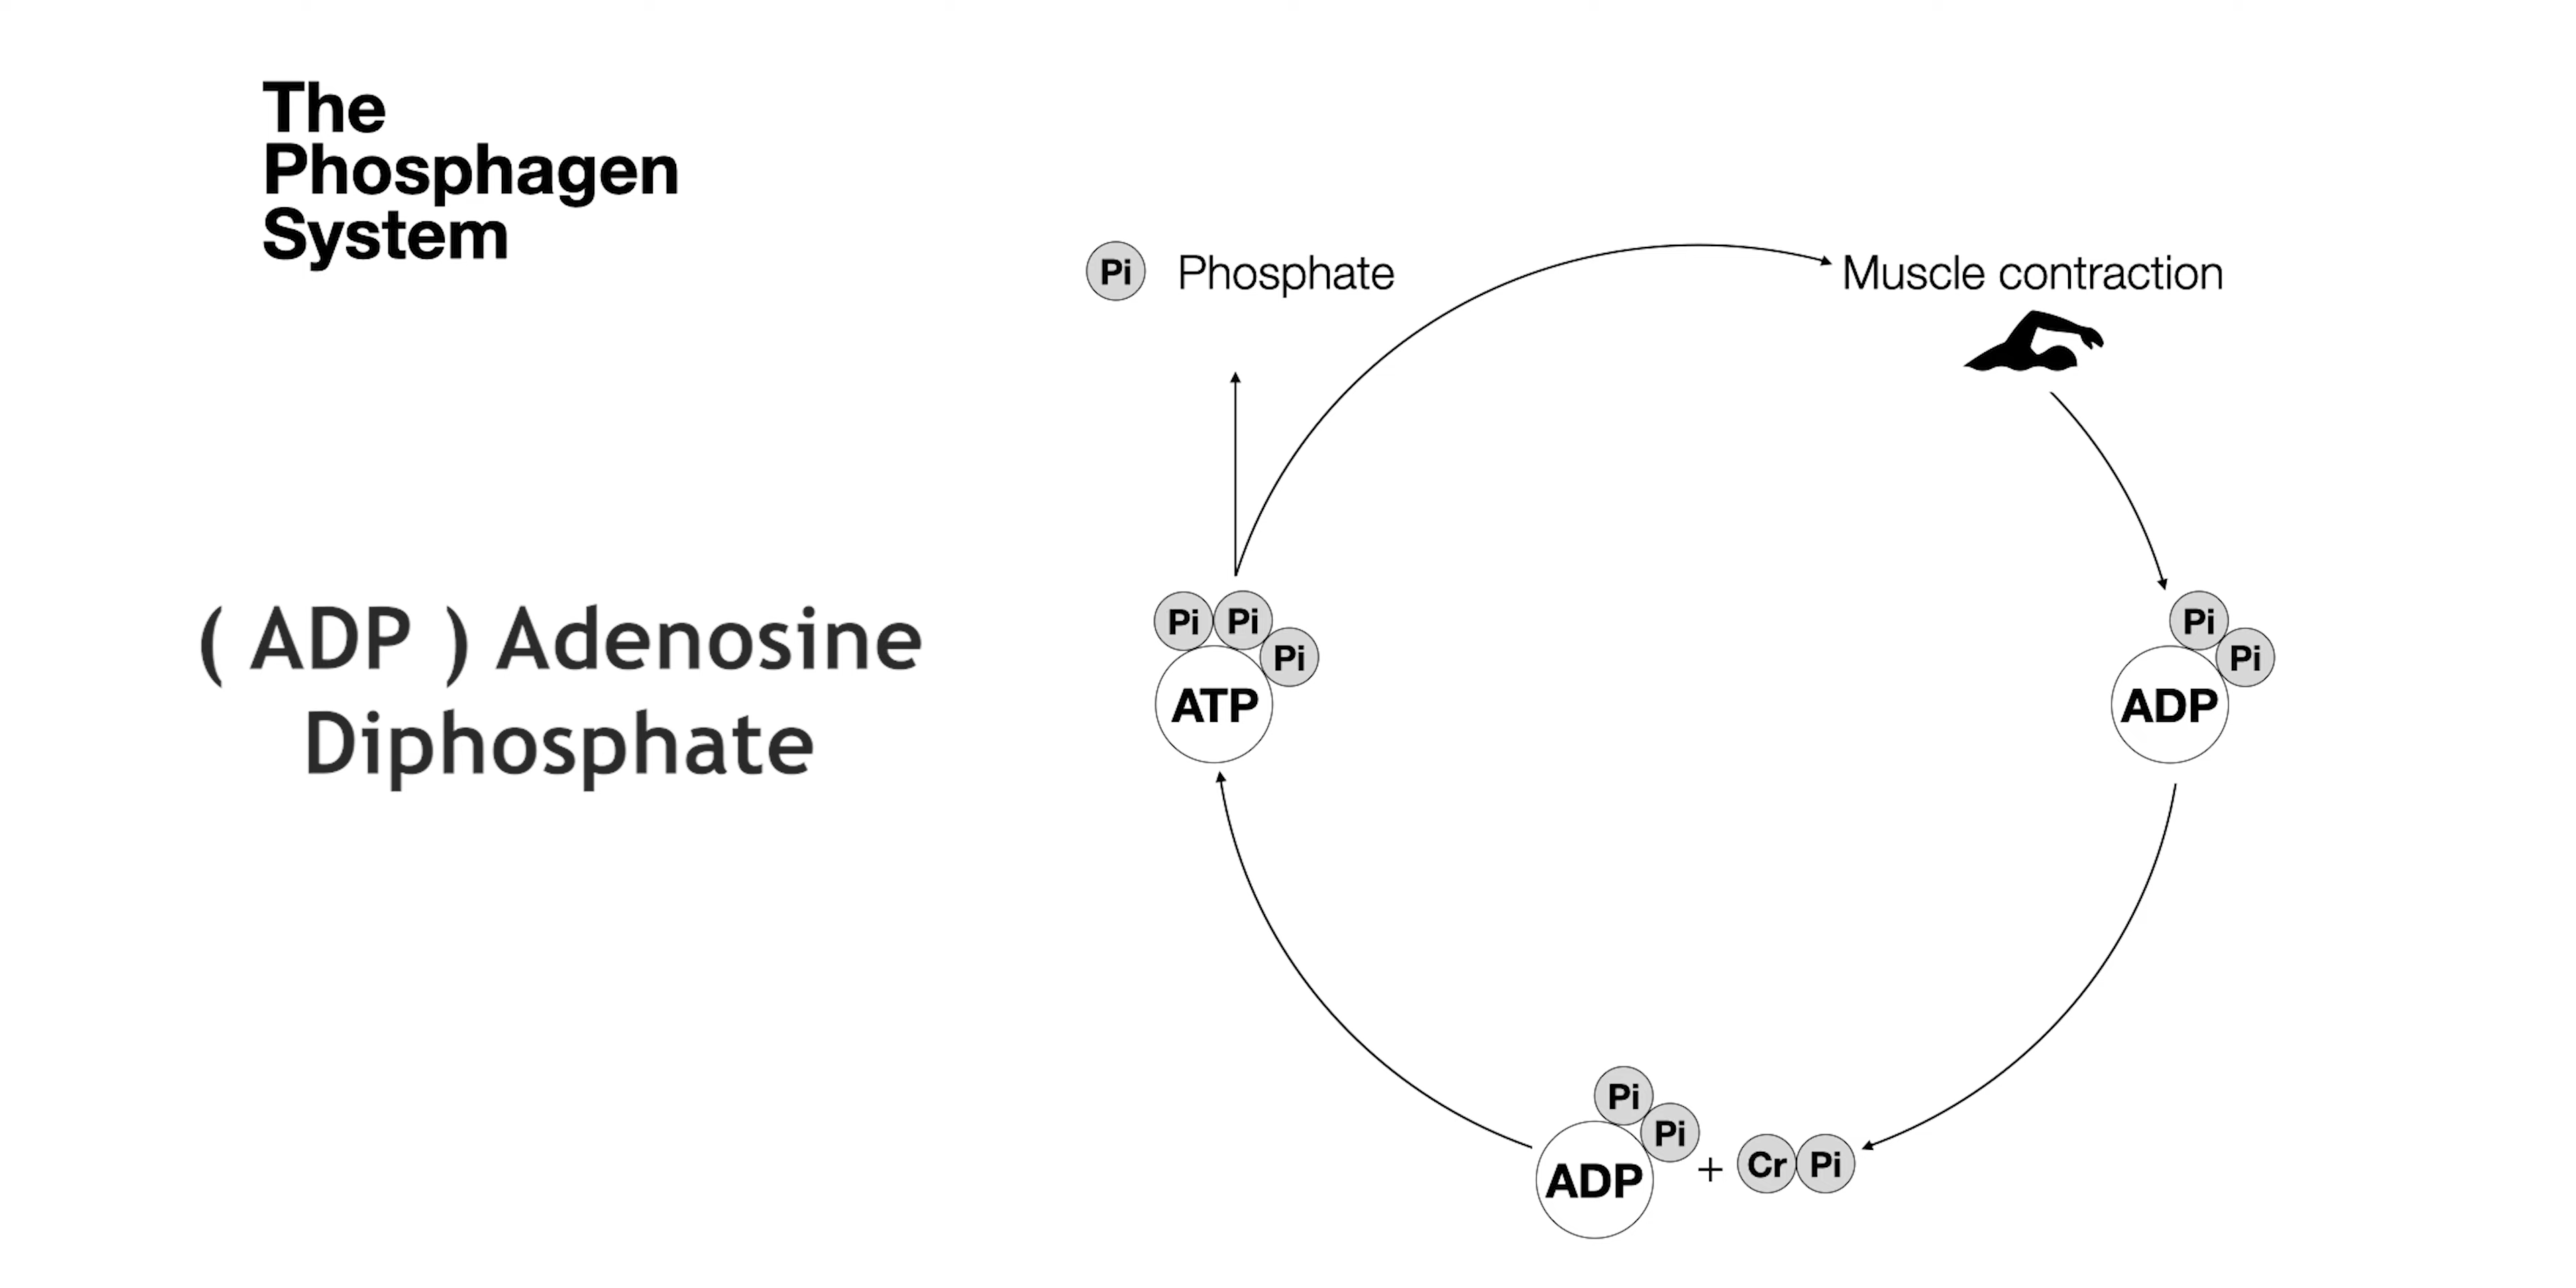 The
Phosphagen
System
( ADP ) Adenosine
Diphosphate
Pi Phosphate
Muscle contraction
Pi Pi Pi
ATP
Pi Pi
ADP
Pi Pi
ADP + Cr Pi